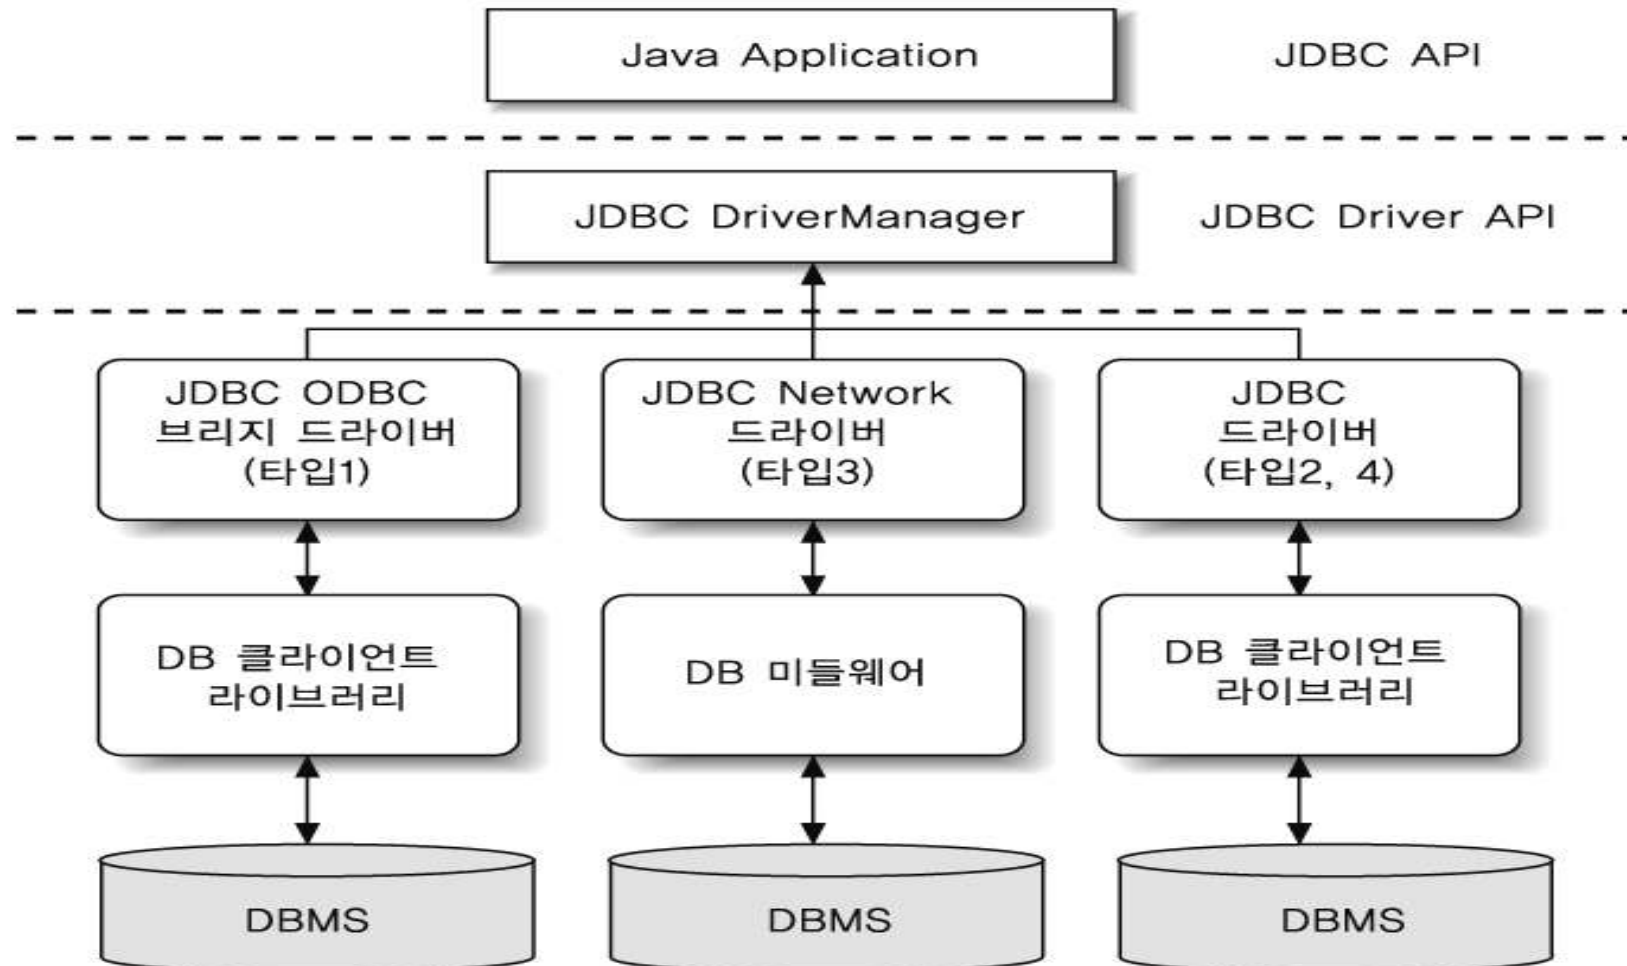 Java Application
JDBC API
JDBC DriverManager
JDBC Driver API
JDBC ODBC
브리지 드라이버
(타입1)
JDBC Network
드라이버
(타입3)
JDBC
드라이버
(타입2, 4)
DB 클라이언트
라이브러리
DB 미들웨어
DB 클라이언트
라이브러리
DBMS
DBMS
DBMS